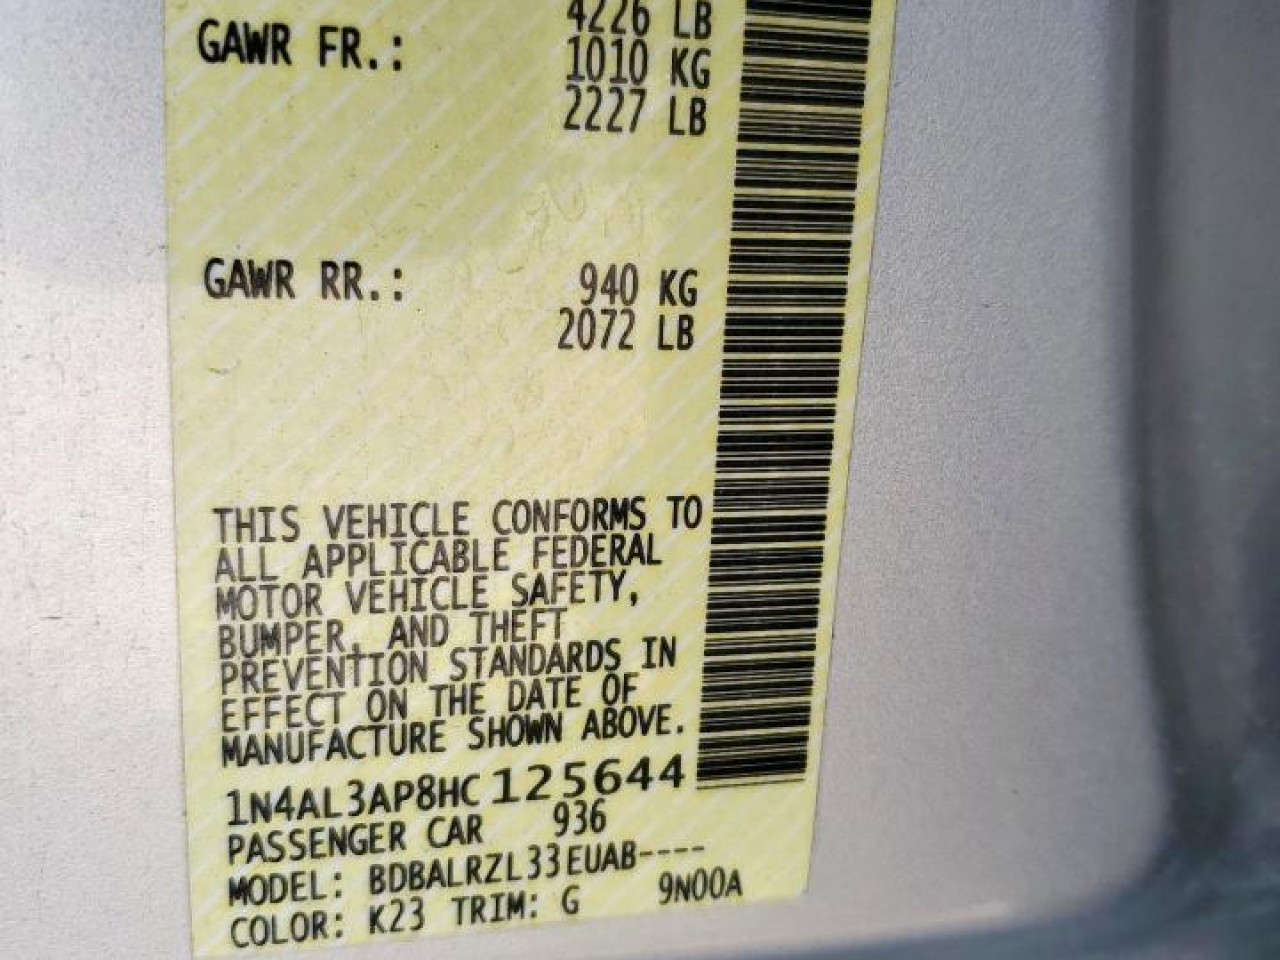 4226 LB
GAWR FR.: 1010 KG
2227 LB
GAWR RR.: 940 KG
2072 LB
THIS VEHICLE CONFORMS TO
ALL APPLICABLE FEDERAL
MOTOR VEHICLE SAFETY,
BUMPER, AND THEFT
PREVENTION STANDARDS IN
EFFECT ON THE DATE OF
MANUFACTURE SHOWN ABOVE.
1N4AL3AP8HC125644
PASSENGER CAR 936
MODEL: BDBALRZL33EUAB----
COLOR: K23 TRIM: G 9N00A